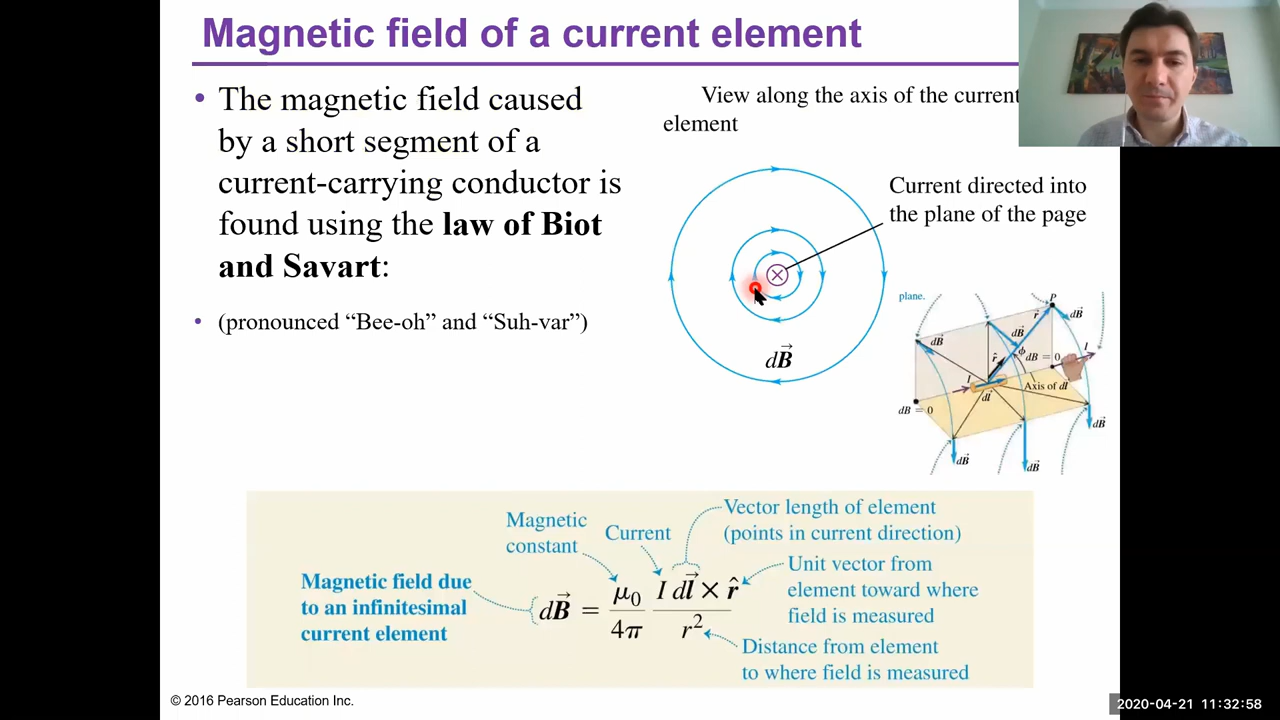 Magnetic field of a current element
• The magnetic field caused
by a short segment of a
current-carrying conductor is
found using the law of Biot
and Savart:
• (pronounced “Bee-oh” and “Suh-var”)
View along the axis of the current
element
Current directed into
the plane of the page
dB⃗
plane.
P
dB⃗
r⃗
dB⃗
dB⃗
r̂
ϕ
dB = 0
I
I
Axis of dl⃗
dl⃗
dB = 0
dB⃗
dB⃗
dB⃗
Vector length of element
(points in current direction)
Magnetic
constant
Current
Unit vector from
element toward where
field is measured
Magnetic field due
to an infinitesimal
current element
dB⃗ = μ₀/4π I dl⃗ × r̂/r²
Distance from element
to where field is measured
© 2016 Pearson Education Inc.
2020-04-21 11:32:58